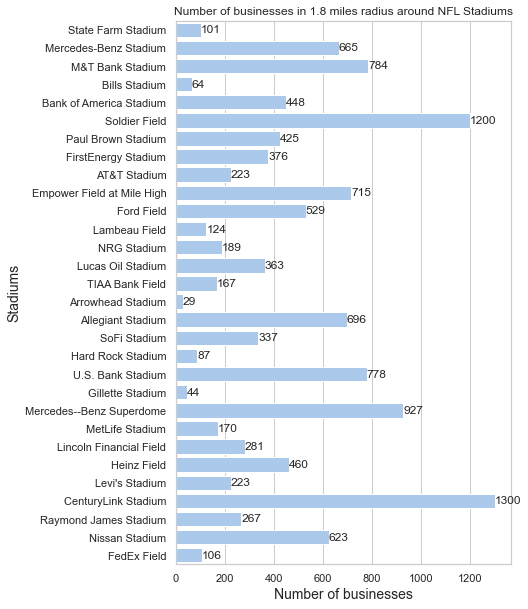 Number of businesses in 1.8 miles radius around NFL Stadiums
State Farm Stadium 101
Mercedes-Benz Stadium 665
M&T Bank Stadium 784
Bills Stadium 64
Bank of America Stadium 448
Soldier Field 1200
Paul Brown Stadium 425
FirstEnergy Stadium 376
AT&T Stadium 223
Empower Field at Mile High 715
Ford Field 529
Lambeau Field 124
NRG Stadium 189
Lucas Oil Stadium 363
TIAA Bank Field 167
Arrowhead Stadium 29
Allegiant Stadium 696
SoFi Stadium 337
Hard Rock Stadium 87
U.S. Bank Stadium 778
Gillette Stadium 44
Mercedes--Benz Superdome 927
MetLife Stadium 170
Lincoln Financial Field 281
Heinz Field 460
Levi's Stadium 223
CenturyLink Stadium 1300
Raymond James Stadium 267
Nissan Stadium 623
FedEx Field 106
Stadiums
0 200 400 600 800 1000 1200
Number of businesses